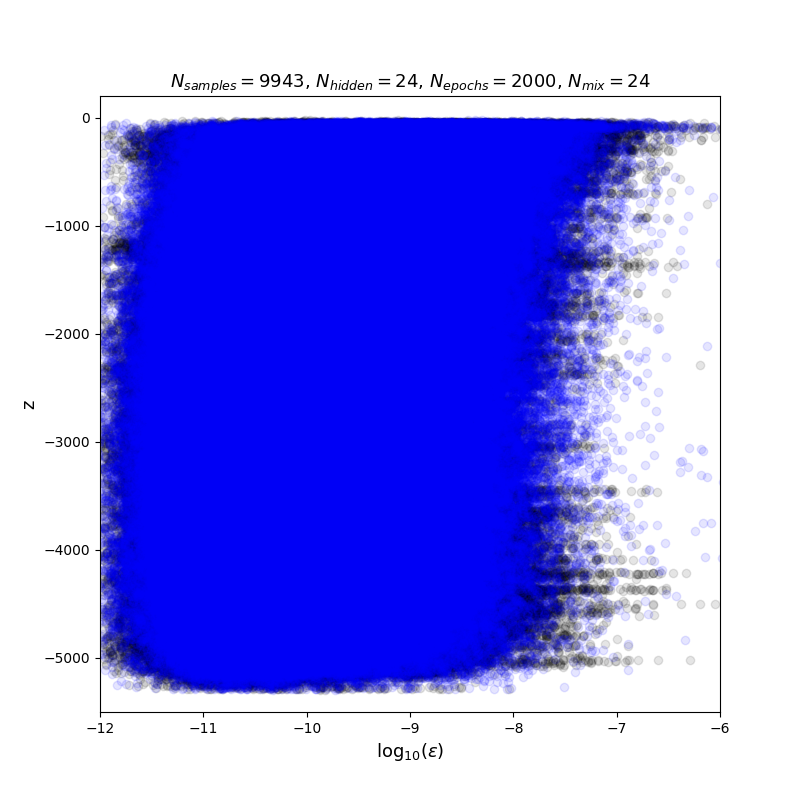 N_samples = 9943, N_hidden = 24, N_epochs = 2000, N_mix = 24
0
−1000
−2000
−3000
−4000
−5000
z
−12 −11 −10 −9 −8 −7 −6
log₁₀(ε)